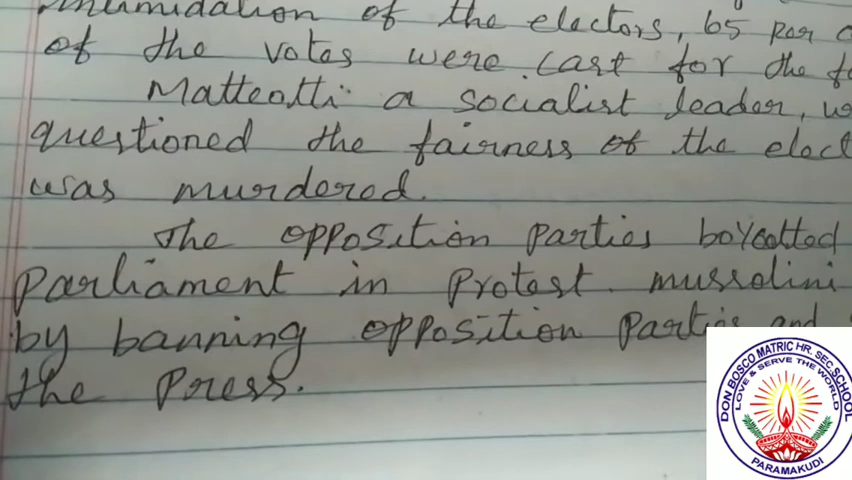 intimidation of the electors, 65 per
of the votes were cast for the
Matteotti a socialist leader,
questioned the fairness of the elect
was murdered.
The opposition parties boycotted
Parliament in protest. mussolini
by banning opposition parties and
the press.
DON BOSCO MATRIC HR. SEC. SCHOOL
LOVE & SERVE THE WORLD
PARAMAKUDI